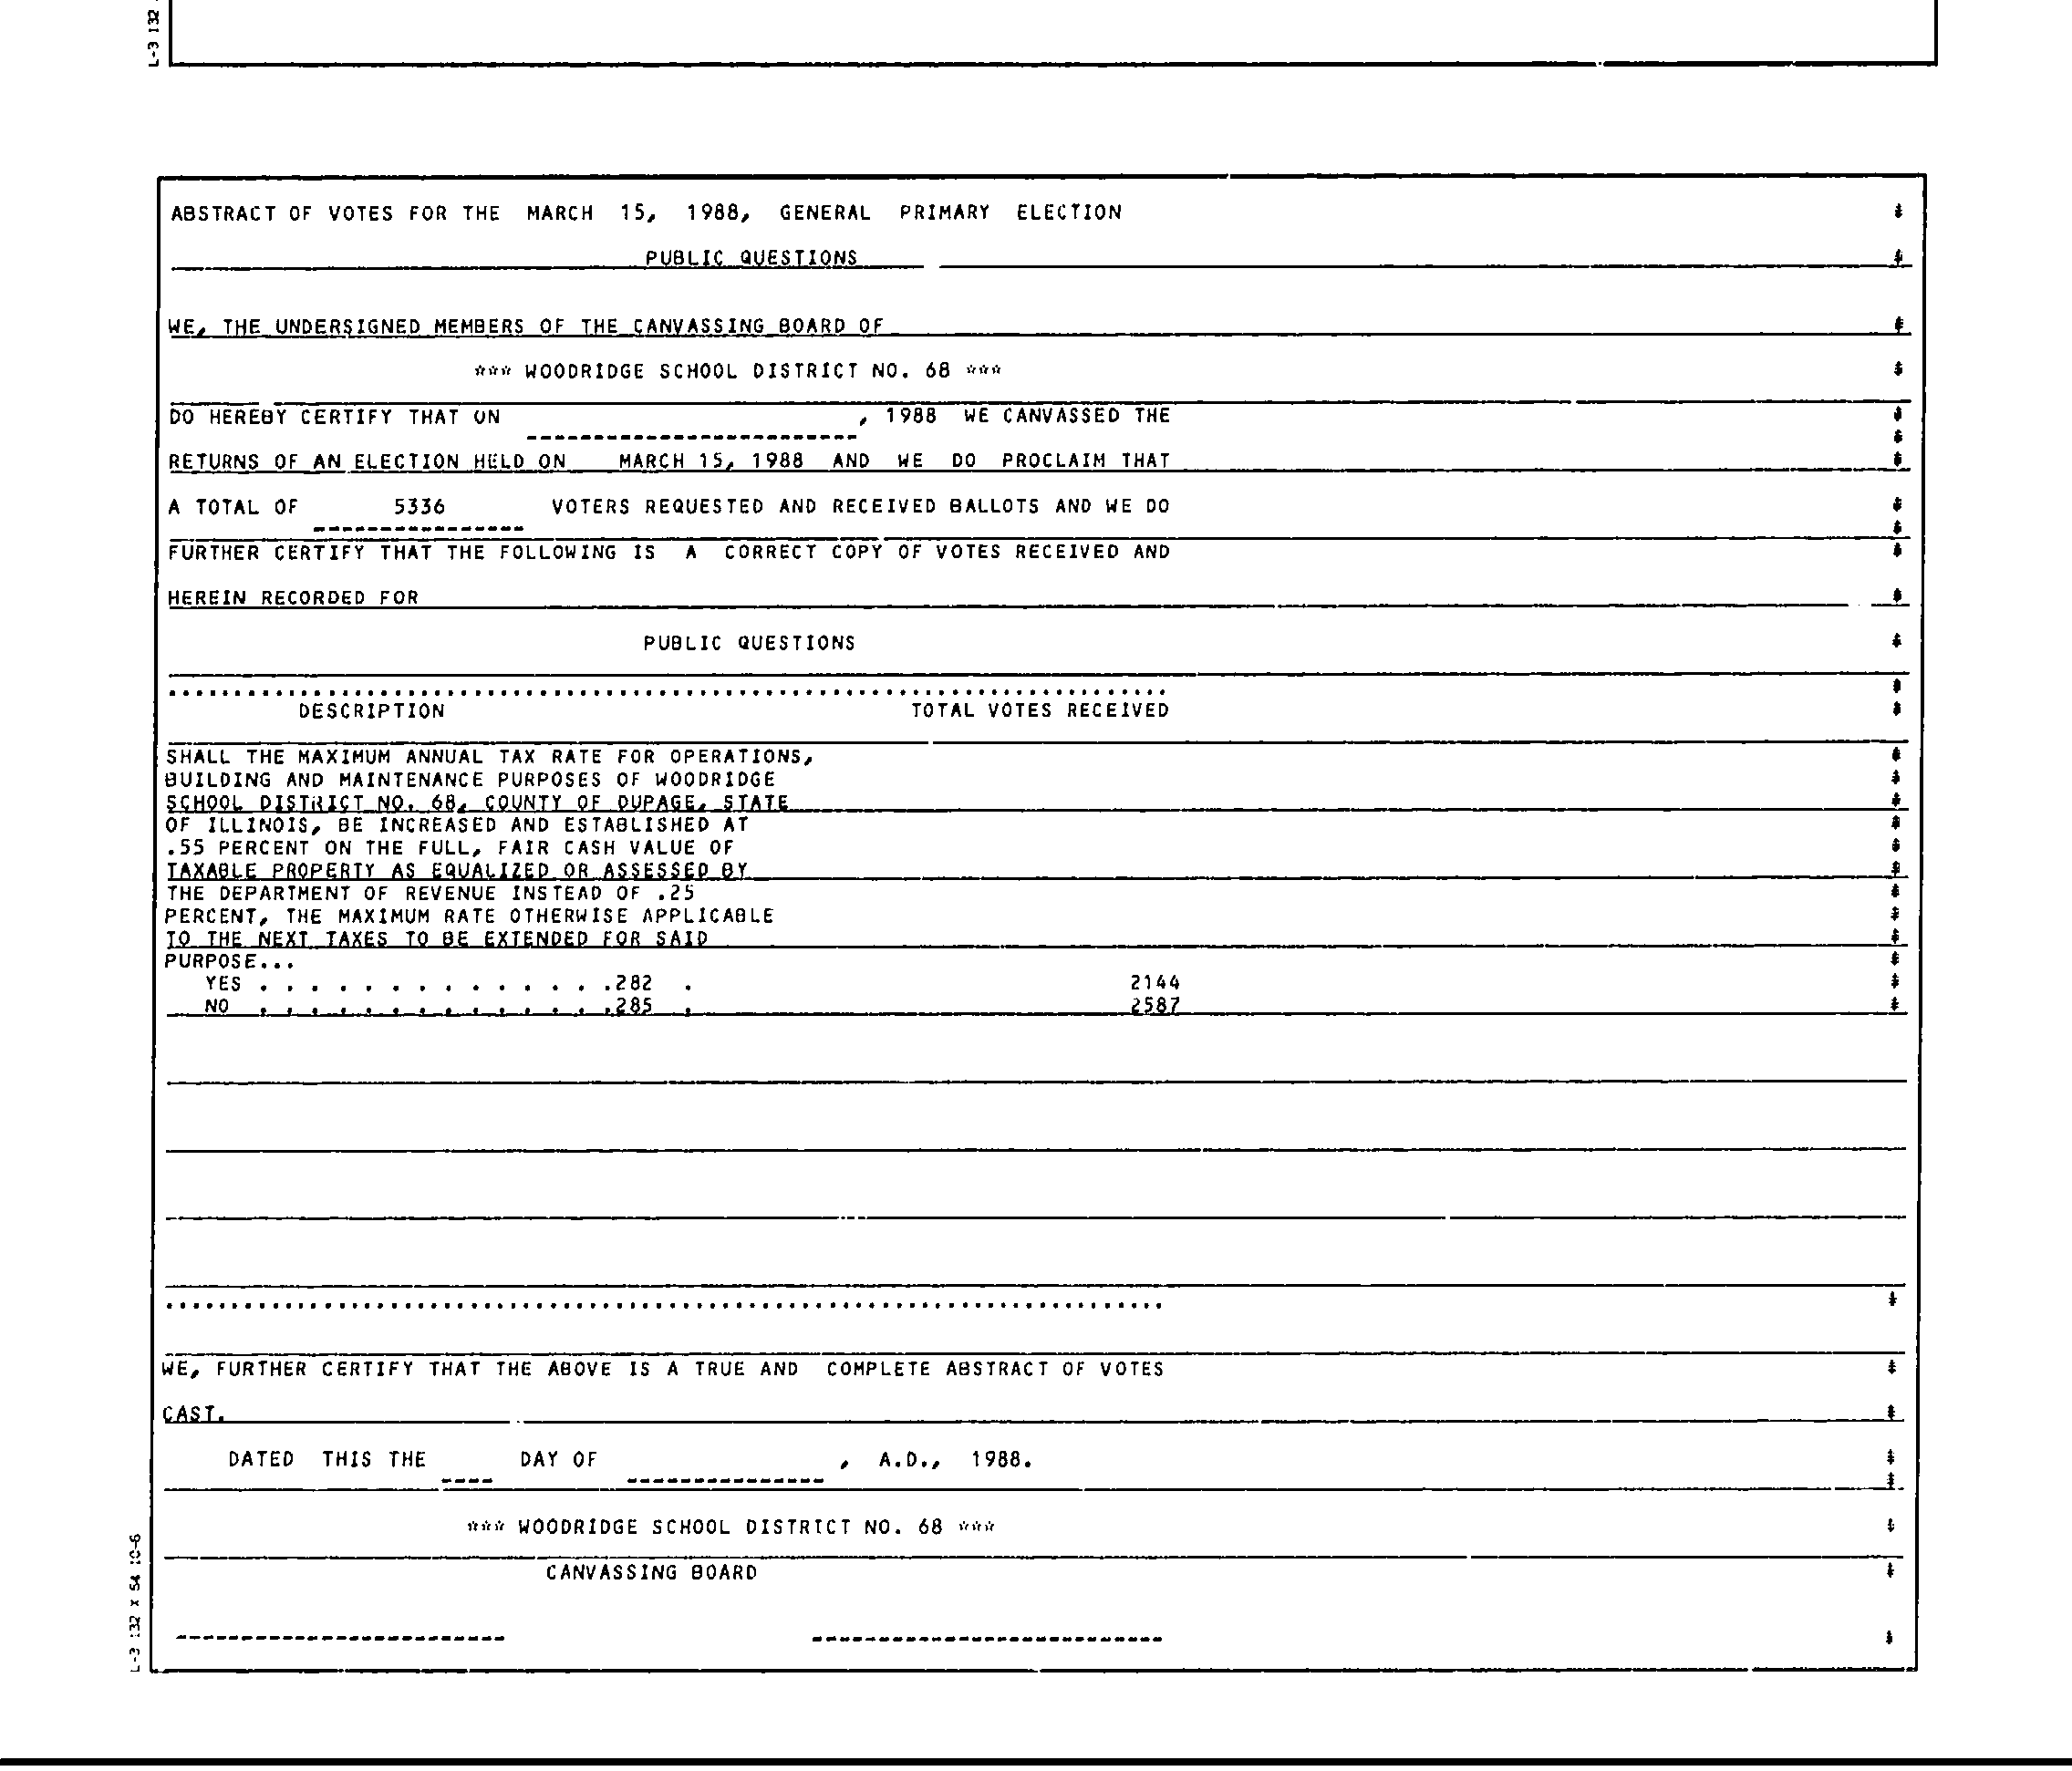 L-3 132
ABSTRACT OF VOTES FOR THE MARCH 15, 1988, GENERAL PRIMARY ELECTION
PUBLIC QUESTIONS
WE, THE UNDERSIGNED MEMBERS OF THE CANVASSING BOARD OF
*** WOODRIDGE SCHOOL DISTRICT NO. 68 ***
DO HEREBY CERTIFY THAT ON ------------------------- , 1988 WE CANVASSED THE
RETURNS OF AN ELECTION HELD ON MARCH 15, 1988 AND WE DO PROCLAIM THAT
A TOTAL OF 5336 VOTERS REQUESTED AND RECEIVED BALLOTS AND WE DO
FURTHER CERTIFY THAT THE FOLLOWING IS A CORRECT COPY OF VOTES RECEIVED AND
HEREIN RECORDED FOR
PUBLIC QUESTIONS
DESCRIPTION TOTAL VOTES RECEIVED
SHALL THE MAXIMUM ANNUAL TAX RATE FOR OPERATIONS,
BUILDING AND MAINTENANCE PURPOSES OF WOODRIDGE
SCHOOL DISTRICT NO. 68, COUNTY OF DUPAGE, STATE
OF ILLINOIS, BE INCREASED AND ESTABLISHED AT
.55 PERCENT ON THE FULL, FAIR CASH VALUE OF
TAXABLE PROPERTY AS EQUALIZED OR ASSESSED BY
THE DEPARTMENT OF REVENUE INSTEAD OF .25
PERCENT, THE MAXIMUM RATE OTHERWISE APPLICABLE
TO THE NEXT TAXES TO BE EXTENDED FOR SAID
PURPOSE...
YES . . . . . . . . . . . . . .282 . 2144
NO . . . . . . . . . . . . . .285 . 2587
WE, FURTHER CERTIFY THAT THE ABOVE IS A TRUE AND COMPLETE ABSTRACT OF VOTES
CAST.
DATED THIS THE ---- DAY OF --------------- , A.D., 1988.
*** WOODRIDGE SCHOOL DISTRICT NO. 68 ***
CANVASSING BOARD
L-3 132 x 54 10-6